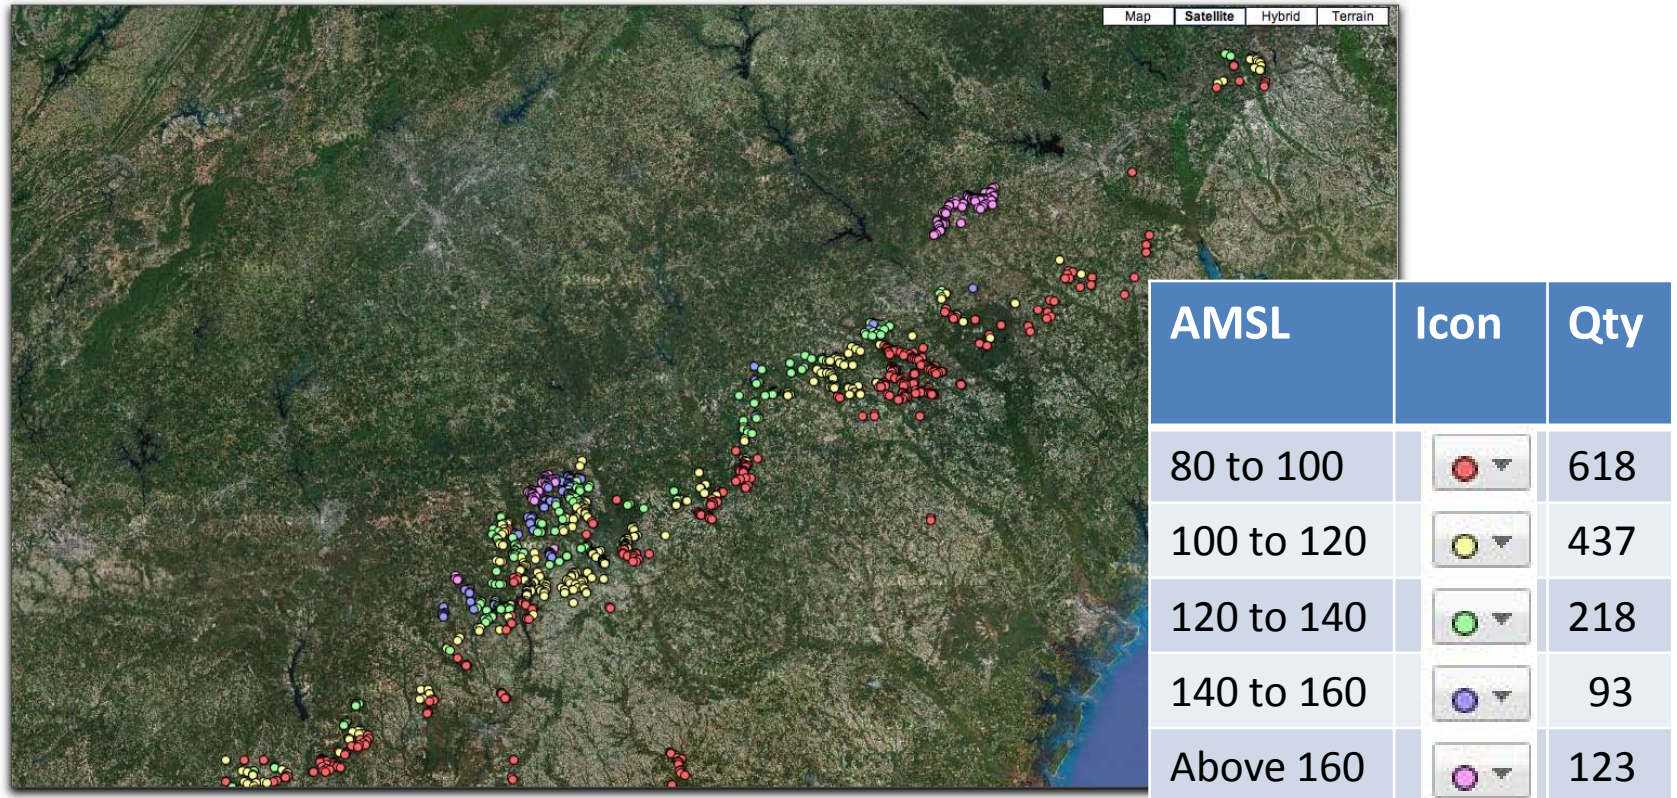 Map Satellite Hybrid Terrain
AMSL Icon Qty
80 to 100 618
100 to 120 437
120 to 140 218
140 to 160 93
Above 160 123